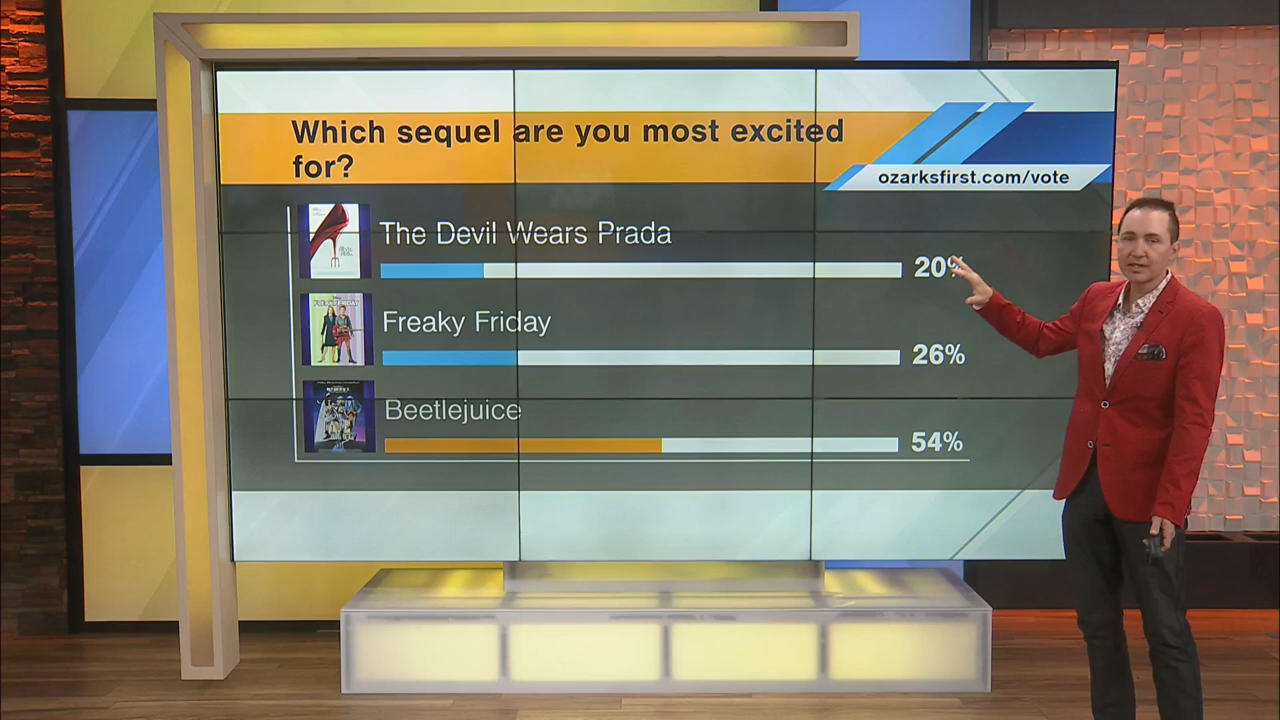 Which sequel are you most excited
for?
ozarksfirst.com/vote
The Devil Wears Prada
20%
Freaky Friday
26%
Beetlejuice
54%